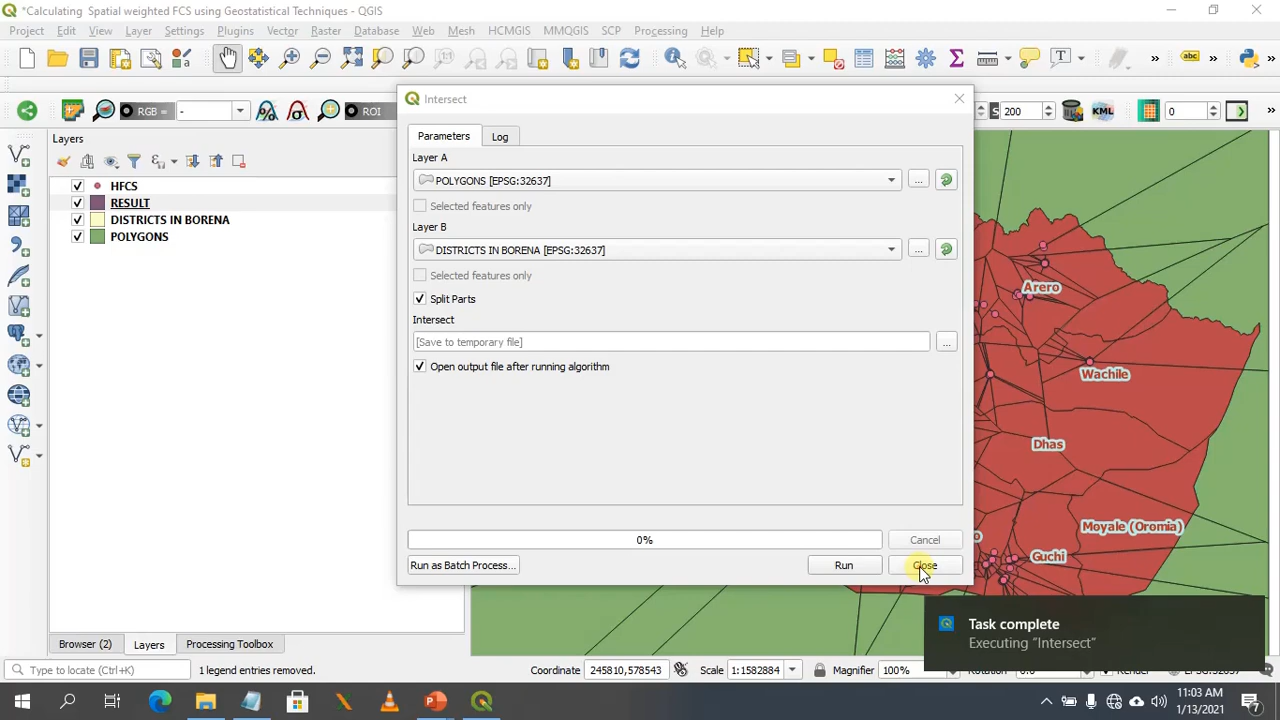 *Calculating Spatial weighted FCS using Geostatistical Techniques - QGIS
Project Edit View Layer Settings Plugins Vector Raster Database Web Mesh HCMGIS MMQGIS SCP Processing Help
RGB = - ROI S 200 KML 0
Layers
HFCS
RESULT
DISTRICTS IN BORENA
POLYGONS
Intersect
Parameters Log
Layer A
POLYGONS [EPSG:32637]
Selected features only
Layer B
DISTRICTS IN BORENA [EPSG:32637]
Selected features only
Split Parts
Intersect
[Save to temporary file]
Open output file after running algorithm
0% Cancel
Run as Batch Process... Run Close
Arero
Wachile
Dhas
Moyale (Oromia)
Guchi
Task complete
Executing "Intersect"
Browser (2) Layers Processing Toolbox
Type to locate (Ctrl+K) 1 legend entries removed. Coordinate 245810,578543 Scale 1:1582884 Magnifier 100%
11:03 AM
1/13/2021